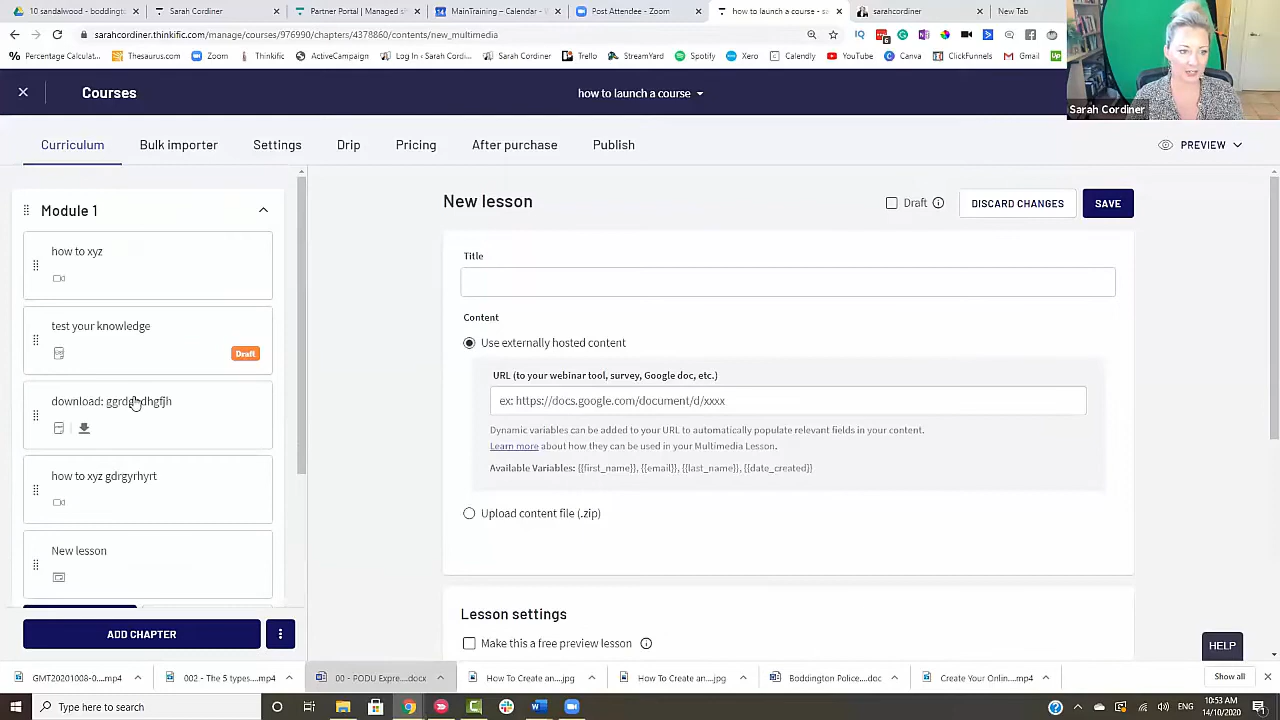 10 sandalwood - boddingto
Sarah Cordiner
Partner Portal | Managed s
MainTraining – Calendar – W
Post Attendee - Zoom
how to launch a course - s
sarahcordiner
New Tab
sarahcordiner.thinkific.com/manage/courses/976990/chapters/4378860/contents/new_multimedia
Percentage Calculat...
thesaurus.com
Zoom
Thinkific
ActiveCampaign
Log In ‹ Sarah Cordi...
Sarah Cordiner
Trello
StreamYard
Spotify
Xero
Calendly
YouTube
Canva
ClickFunnels
Gmail
Courses
how to launch a course
Sarah Cordiner
Curriculum
Bulk importer
Settings
Drip
Pricing
After purchase
Publish
PREVIEW
Module 1
how to xyz
test your knowledge
Draft
how to xyz gdrgyrhyrt
New lesson
ADD CHAPTER
New lesson
Draft
DISCARD CHANGES
SAVE
Title
Content
Use externally hosted content
URL (to your webinar tool, survey, Google doc, etc.)
ex: https://docs.google.com/document/d/xxxx
Dynamic variables can be added to your URL to automatically populate relevant fields in your content.
Learn more about how they can be used in your Multimedia Lesson.
Available Variables: {{first_name}}, {{email}}, {{last_name}}, {{date_created}}
Upload content file (.zip)
Lesson settings
Make this a free preview lesson
HELP
GMT20201008-0....mp4
002 - The 5 types....mp4
00 - PODU Expre....docx
How To Create an....jpg
How To Create an....jpg
Boddington Police....doc
Create Your Onlin....mp4
Show all
Type here to search
ENG
10:53 AM
14/10/2020